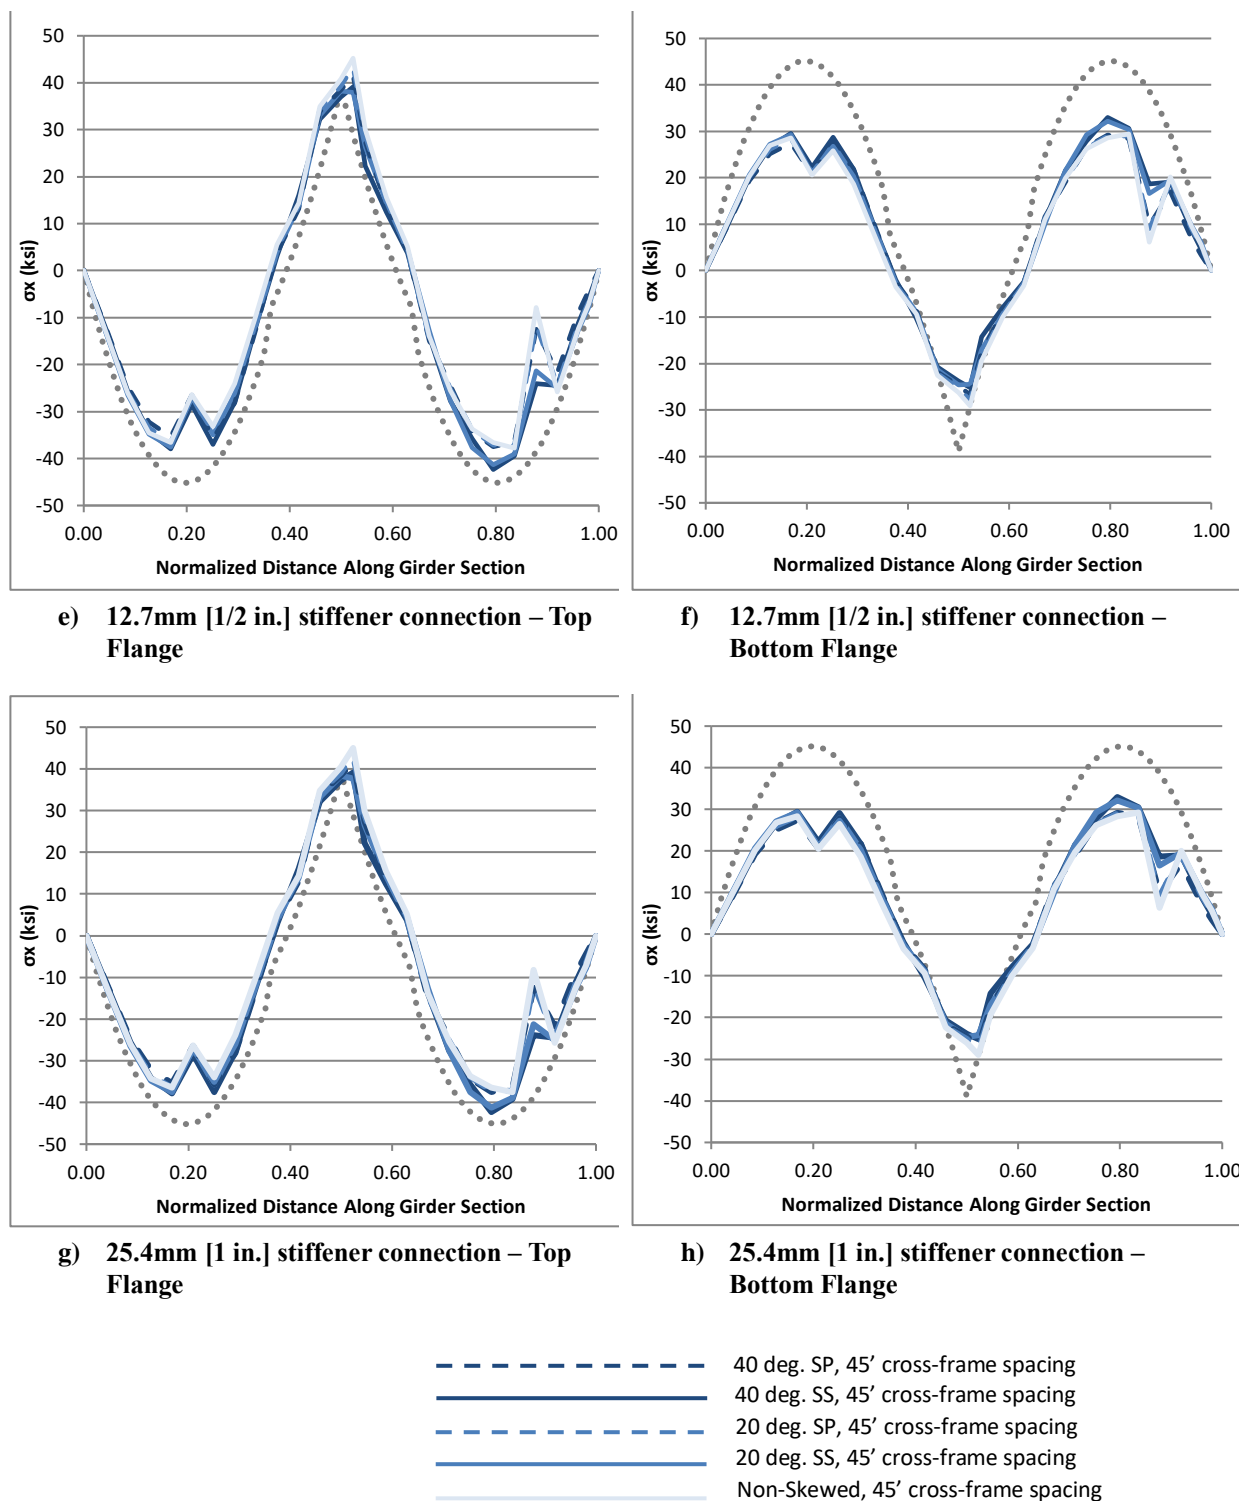 50
40
30
20
10
0
-10
-20
-30
-40
-50
σx (ksi)
0.00 0.20 0.40 0.60 0.80 1.00
Normalized Distance Along Girder Section
e) 12.7mm [1/2 in.] stiffener connection – Top
Flange
50
40
30
20
10
0
-10
-20
-30
-40
-50
σx (ksi)
0.00 0.20 0.40 0.60 0.80 1.00
Normalized Distance Along Girder Section
f) 12.7mm [1/2 in.] stiffener connection –
Bottom Flange
50
40
30
20
10
0
-10
-20
-30
-40
-50
σx (ksi)
0.00 0.20 0.40 0.60 0.80 1.00
Normalized Distance Along Girder Section
g) 25.4mm [1 in.] stiffener connection – Top
Flange
50
40
30
20
10
0
-10
-20
-30
-40
-50
σx (ksi)
0.00 0.20 0.40 0.60 0.80 1.00
Normalized Distance Along Girder Section
h) 25.4mm [1 in.] stiffener connection –
Bottom Flange
40 deg. SP, 45’ cross-frame spacing
40 deg. SS, 45’ cross-frame spacing
20 deg. SP, 45’ cross-frame spacing
20 deg. SS, 45’ cross-frame spacing
Non-Skewed, 45’ cross-frame spacing